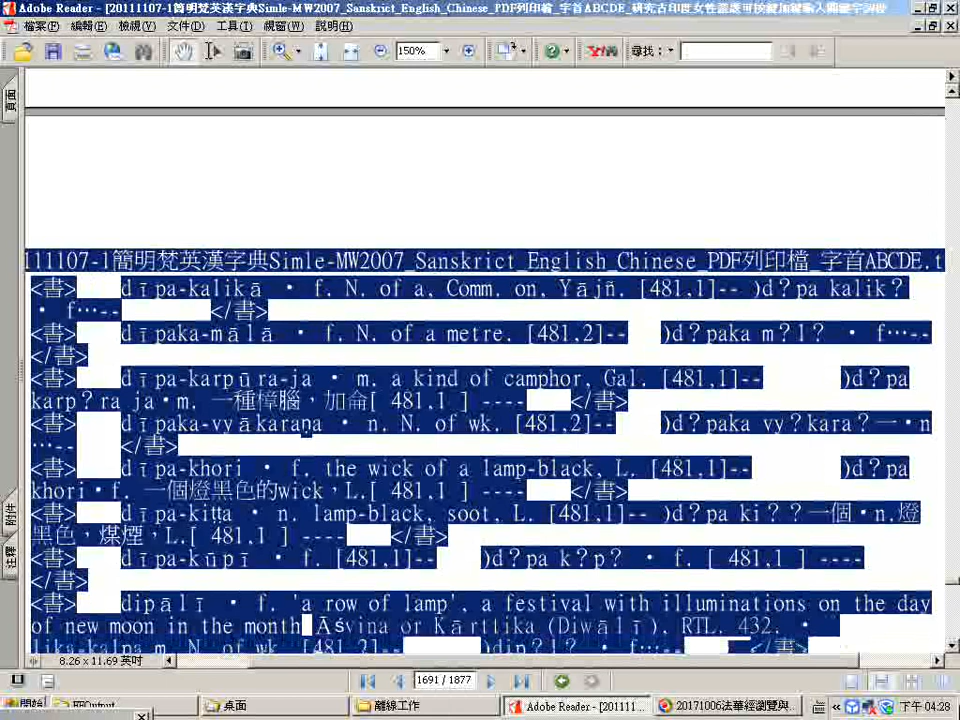 Adobe Reader - [20111107-1簡明梵英漢字典Simle-MW2007_Sanskrict_English_Chinese_PDF列印檔_字首ABCDE_研究古印度女性
檔案(F) 編輯(E) 檢視(V) 文件(D) 工具(T) 視窗(W) 說明(H)
150% 尋找:
頁面
111107-1簡明梵英漢字典Simle-MW2007_Sanskrict_English_Chinese_PDF列印檔_字首ABCDE.t
<書> dīpa-kalikā · f. N. of a, Comm. on, Yājñ. [481,1]-- )d?pa kalik?
· f…-- </書>
<書> dīpaka-mālā · f. N. of a metre. [481,2]-- )d?paka m?l? · f…--
</書>
<書> dīpa-karpūra-ja · m. a kind of camphor, Gal. [481,1]-- )d?pa
karp?ra ja·m. 一種樟腦，加侖[ 481,1 ] ---- </書>
<書> dīpaka-vyākaraṇa · n. N. of wk. [481,2]-- )d?paka vy?kara?一·n
…-- </書>
<書> dīpa-khori · f. the wick of a lamp-black, L. [481,1]-- )d?pa
khori·f. 一個燈黑色的wick，L.[ 481,1 ] ---- </書>
<書> dīpa-kiṭṭa · n. lamp-black, soot, L. [481,1]-- )d?pa ki??一個·n.燈
黑色，煤煙，L.[ 481,1 ] ---- </書>
<書> dīpa-kūpī · f. [481,1]-- )d?pa k?p? · f. [ 481,1 ] ----
</書>
<書> dipālī · f. 'a row of lamp', a festival with illuminations on the day
of new moon in the month Āśvina or Kārttika (Diwālī), RTL. 432. ·
lika-kalpa m. N. of wk. [481,2]-- )dip?l? · f…-- </書>
附件
註釋
8.26 x 11.69 英吋
1691 / 1877
開始 桌面 離線工作 Adobe Reader - [201111... 20171006法華經瀏覽與... 下午 04:28